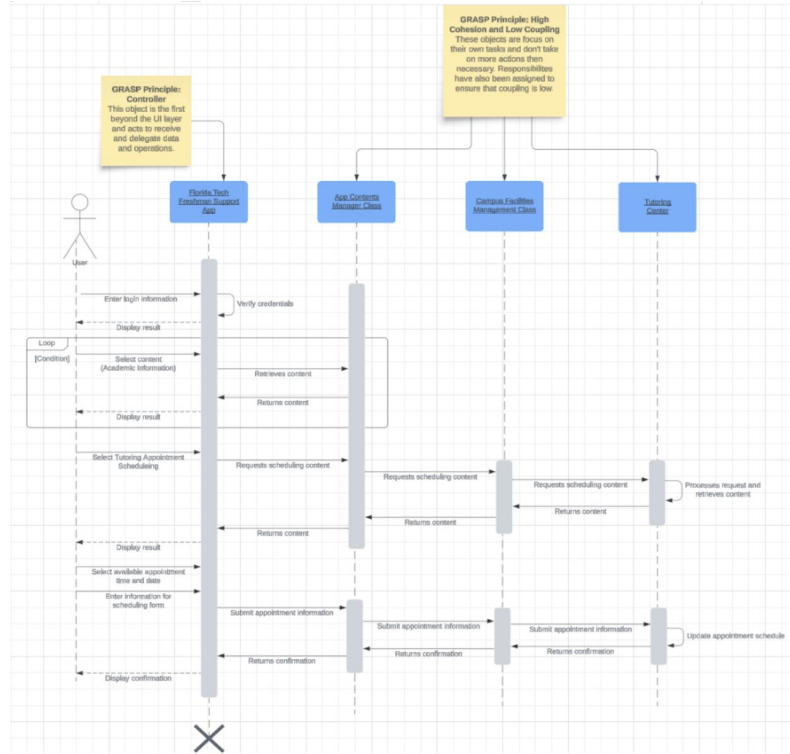 GRASP Principle: High
Cohesion and Low Coupling
These objects are focus on
their own tasks and don't take
on more actions then
necessary. Responsibilites
have also been assigned to
ensure that coupling is low.
GRASP Principle:
Controller
This object is the first
beyond the UI layer
and acts to receive
and delegate data
and operations.
Florida Tech
Freshman Support
App
App Contents
Manager Class
Campus Facilities
Management Class
Tutoring
Center
User
Enter login information
Verify credentials
Display result
Loop
[Condition]
Select content
(Academic Information)
Retrieves content
Returns content
Display result
Select Tutoring Appointment
Scheduleing
Requests scheduling content
Requests scheduling content
Requests scheduling content
Processes request and
retrieves content
Returns content
Returns content
Returns content
Display result
Select available appointment
time and date
Enter information for
scheduling form
Submit appointment information
Submit appointment information
Submit appointment information
Update appointment schedule
Returns confirmation
Returns confirmation
Returns confirmation
Display confirmation